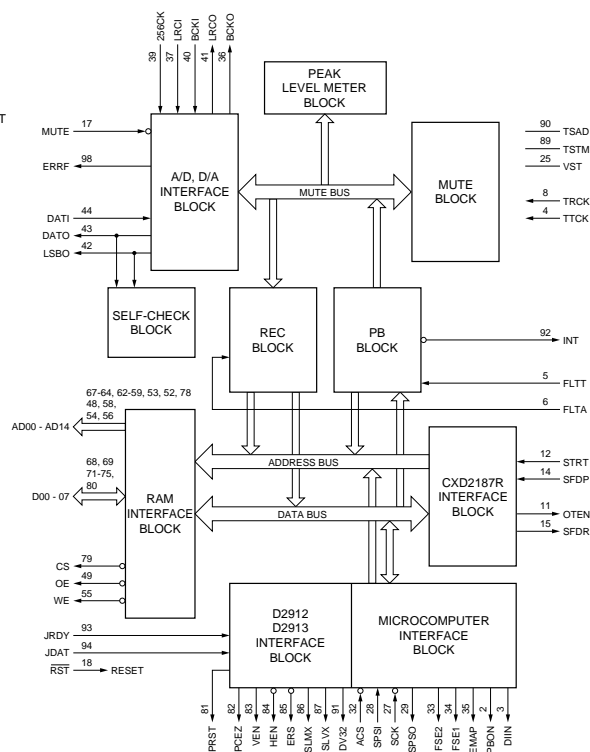 39 256CK
37 LRCI
40 BCKI
41 LRCO
36 BCKO
PEAK
LEVEL METER
BLOCK
T
MUTE 17
ERRF 98
A/D, D/A
INTERFACE
BLOCK
MUTE BUS
MUTE
BLOCK
90 TSAD
89 TSTM
25 VST
8 TRCK
4 TTCK
DATI 44
DATO 43
LSBO 42
SELF-CHECK
BLOCK
REC
BLOCK
PB
BLOCK
92 INT
5 FLTT
6 FLTA
67-64, 62-59, 53, 52, 78
48, 58,
54, 56
AD00 - AD14
68, 69
71-75,
80
D00 - 07
RAM
INTERFACE
BLOCK
ADDRESS BUS
DATA BUS
CXD2187R
INTERFACE
BLOCK
12 STRT
14 SFDP
11 OTEN
15 SFDR
CS 79
OE 49
WE 55
JRDY 93
JDAT 94
RST 18 RESET
D2912
D2913
INTERFACE
BLOCK
MICROCOMPUTER
INTERFACE
BLOCK
81 PRST
82 PCEZ
83 VEN
84 HEN
85 ERS
86 SLMX
87 SLVX
91 DV32
32 ACS
28 SPSI
27 SCK
29 SPSO
33 FSE2
34 FSE1
35 EMAP
2 PBON
3 DIIN